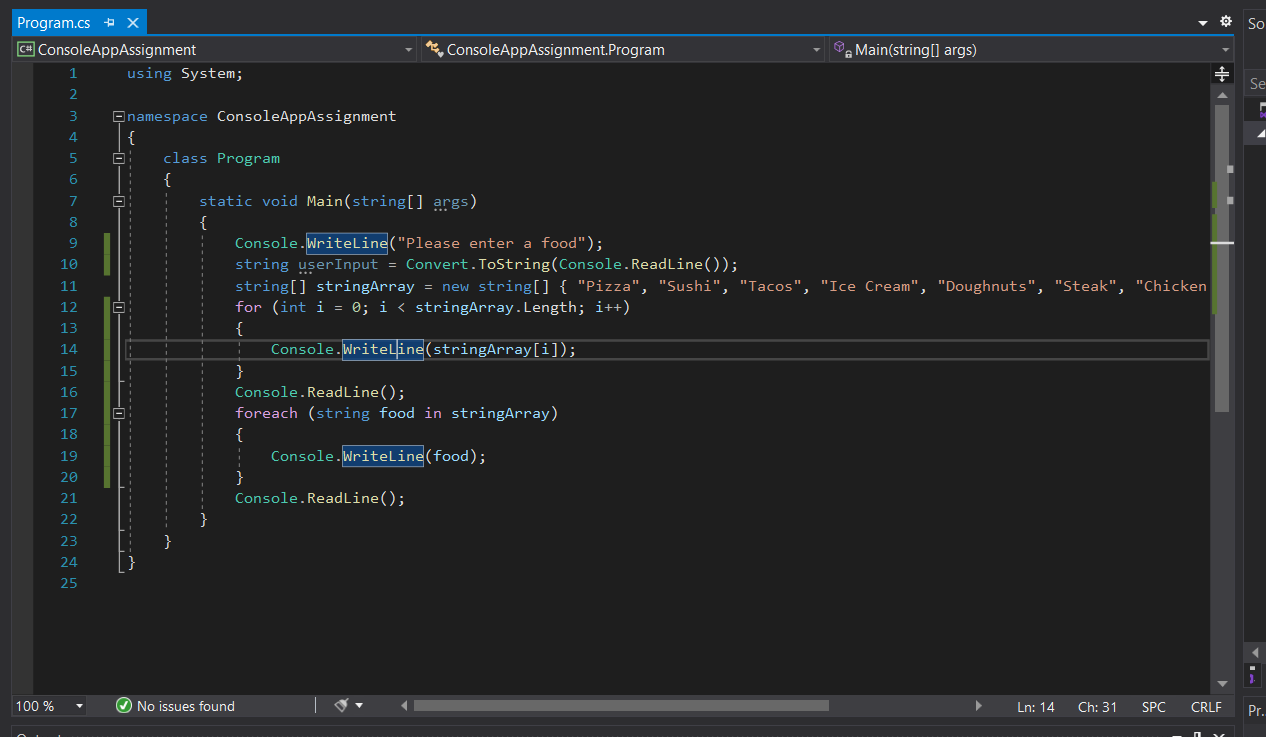 Program.cs
So
ConsoleAppAssignment ConsoleAppAssignment.Program Main(string[] args)
Se
1 using System;
2
3 namespace ConsoleAppAssignment
4 {
5 class Program
6 {
7 static void Main(string[] args)
8 {
9 Console.WriteLine("Please enter a food");
10 string userInput = Convert.ToString(Console.ReadLine());
11 string[] stringArray = new string[] { "Pizza", "Sushi", "Tacos", "Ice Cream", "Doughnuts", "Steak", "Chicken
12 for (int i = 0; i < stringArray.Length; i++)
13 {
14 Console.WriteLine(stringArray[i]);
15 }
16 Console.ReadLine();
17 foreach (string food in stringArray)
18 {
19 Console.WriteLine(food);
20 }
21 Console.ReadLine();
22 }
23 }
24 }
25
100 % No issues found Ln: 14 Ch: 31 SPC CRLF
Pr.